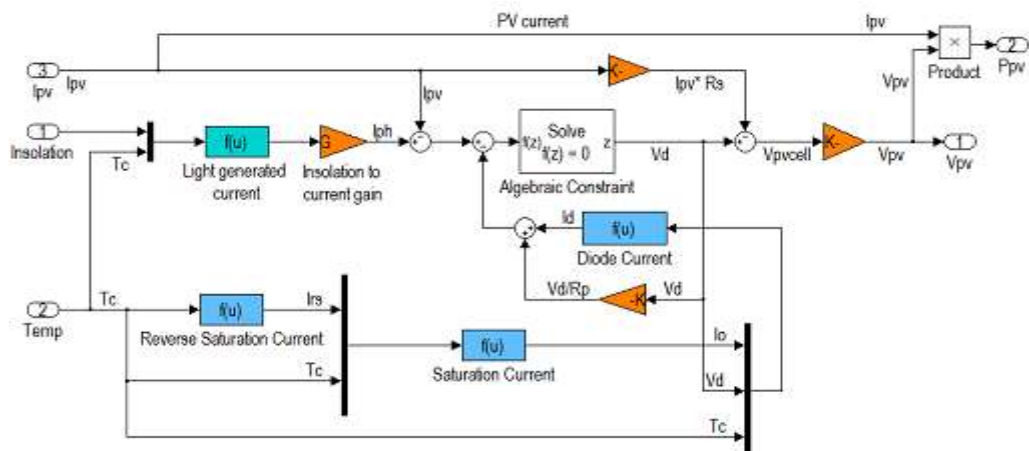 PV current
Ipv
3
Ipv
Ipv
K-
Ipv* Rs
Ipv
×
Product
2
Ppv
Vpv
1
Insolation
Tc
f(u)
Light generated
current
G
Insolation to
current gain
Iph
f(z)
Solve
f(z) = 0
z
Algebraic Constraint
Vd
Vpvcell
K-
Vpv
1
Vpv
Id
f(u)
Diode Current
Vd/Rp
-K
Vd
2
Temp
Tc
f(u)
Reverse Saturation Current
Irs
Tc
f(u)
Saturation Current
Io
Vd
Tc